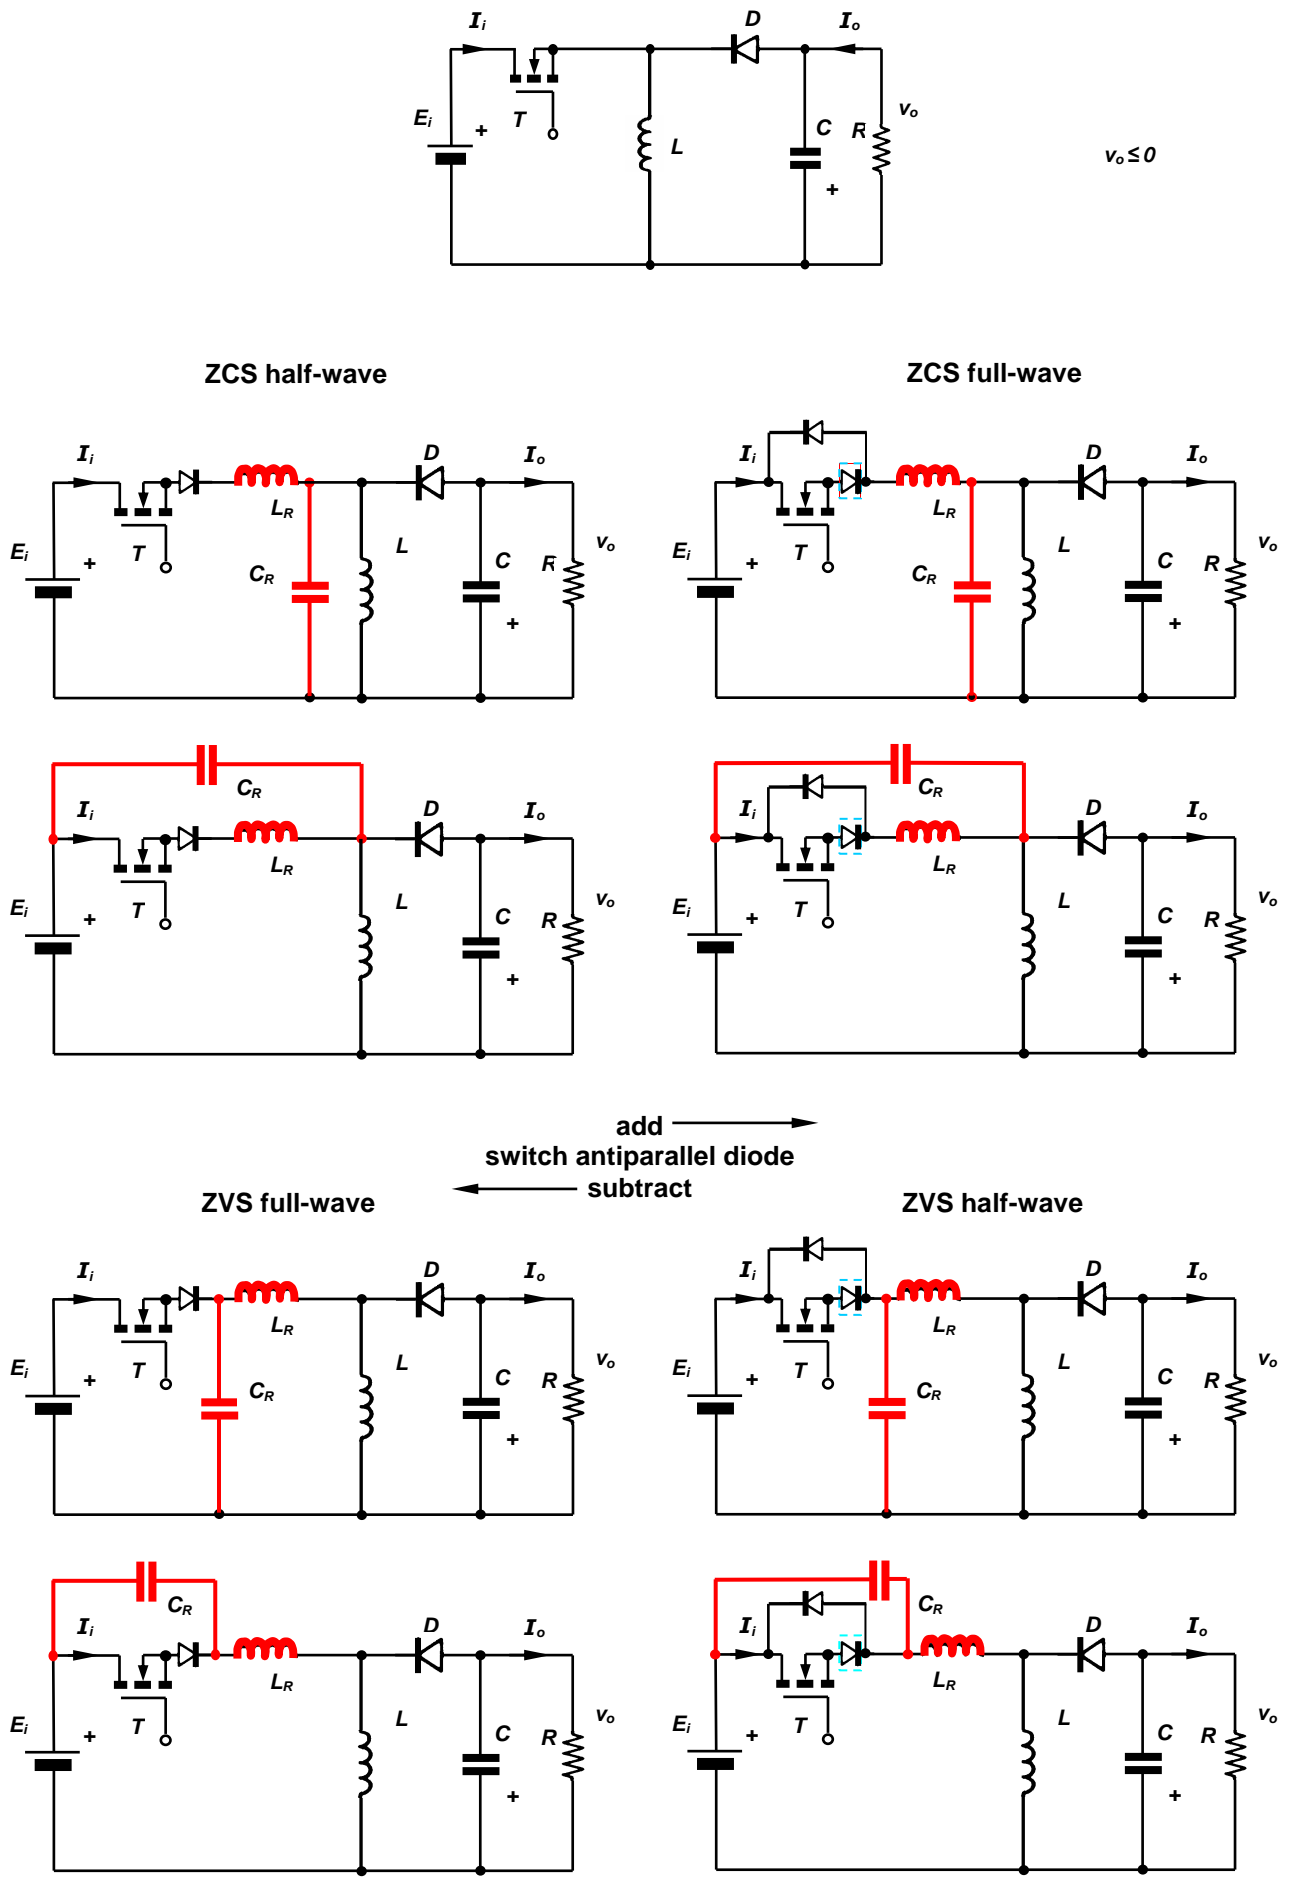 Ii D Io
Ei + T L C R vo
+
vo ≤ 0
ZCS half-wave ZCS full-wave
Ii D Io
LR
Ei + T CR L C R vo
+
Ii D Io
LR
Ei + T CR L C R vo
+
CR
Ii D Io
LR
Ei + T L C R vo
+
CR
Ii D Io
LR
Ei + T L C R vo
+
add
switch antiparallel diode
subtract
ZVS full-wave ZVS half-wave
Ii D Io
LR
Ei + T CR L C R vo
+
Ii D Io
LR
Ei + T CR L C R vo
+
CR
Ii D Io
LR
Ei + T L C R vo
+
CR
Ii D Io
LR
Ei + T L C R vo
+